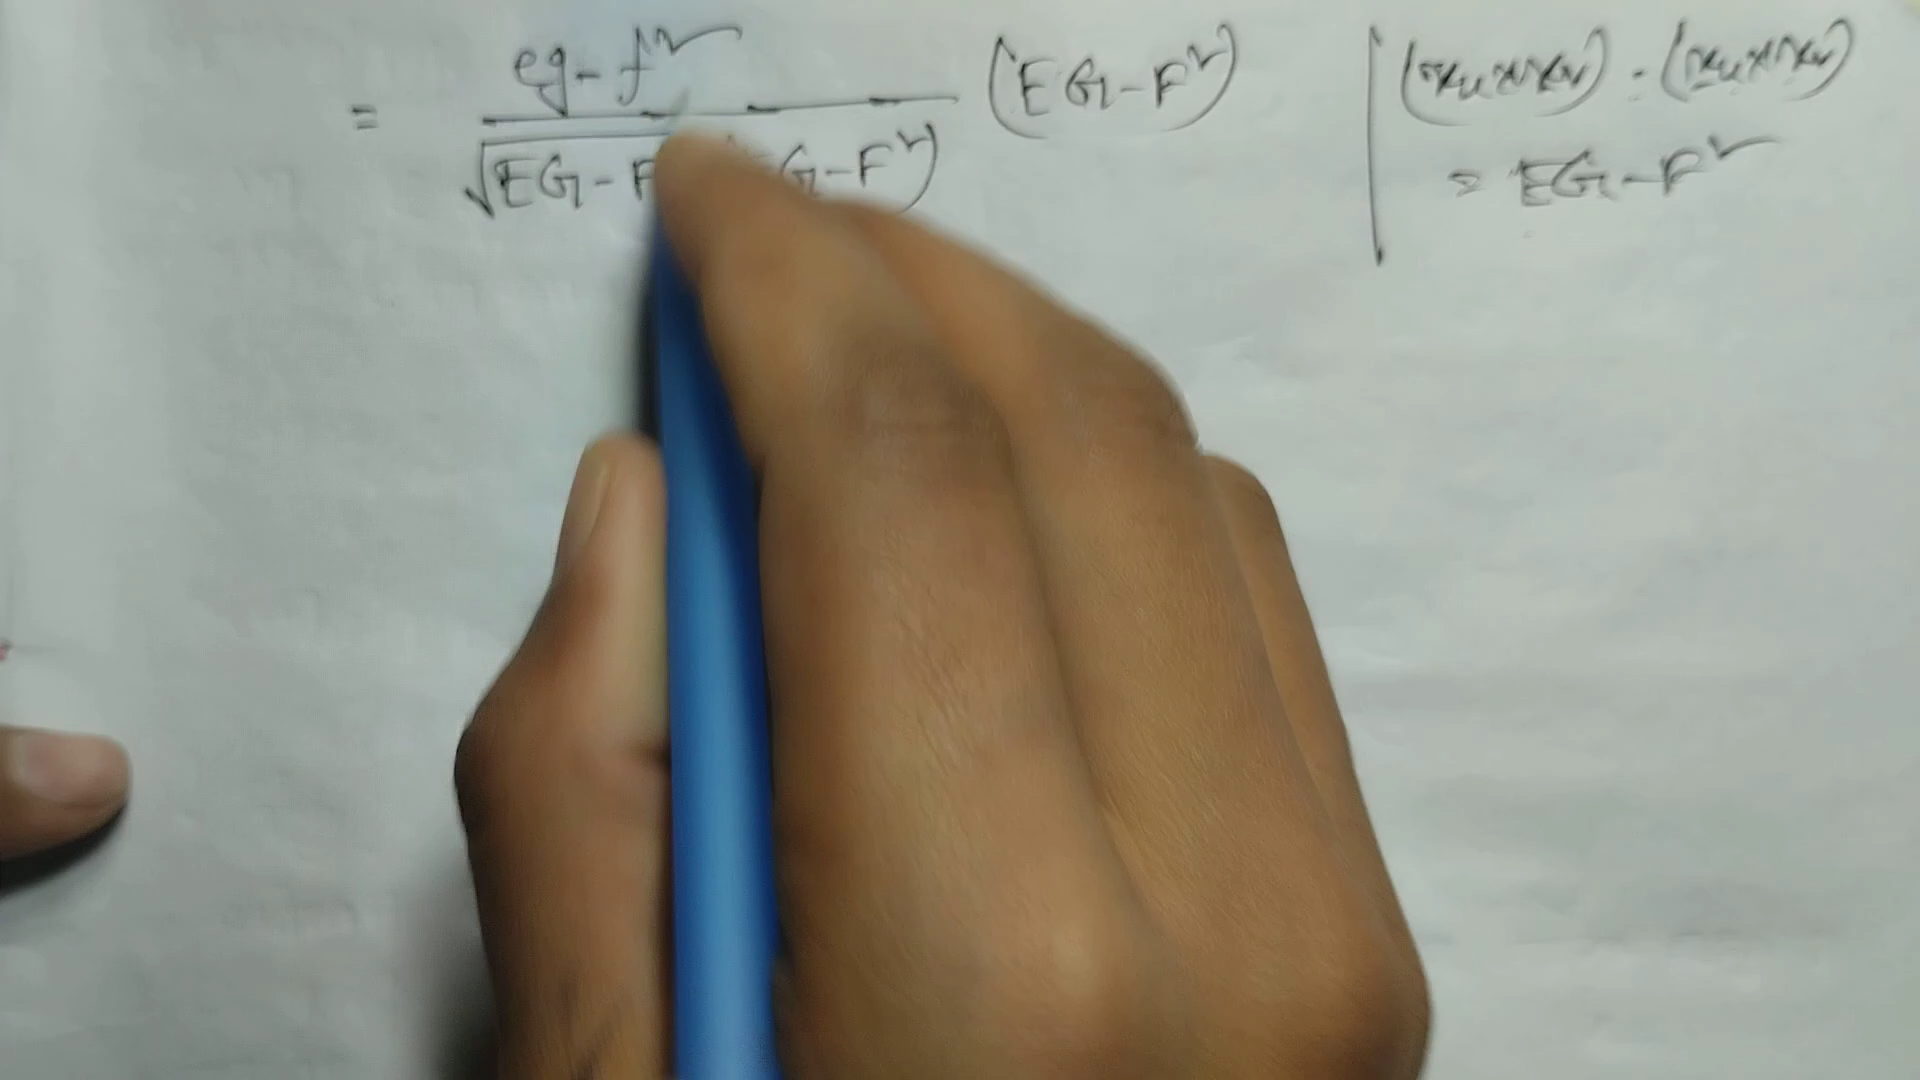 = eg - f² / √EG - F (EG - F²) (EG - F²)
(xᵤ × xᵥ) · (xᵤ × xᵥ)
= EG - F²